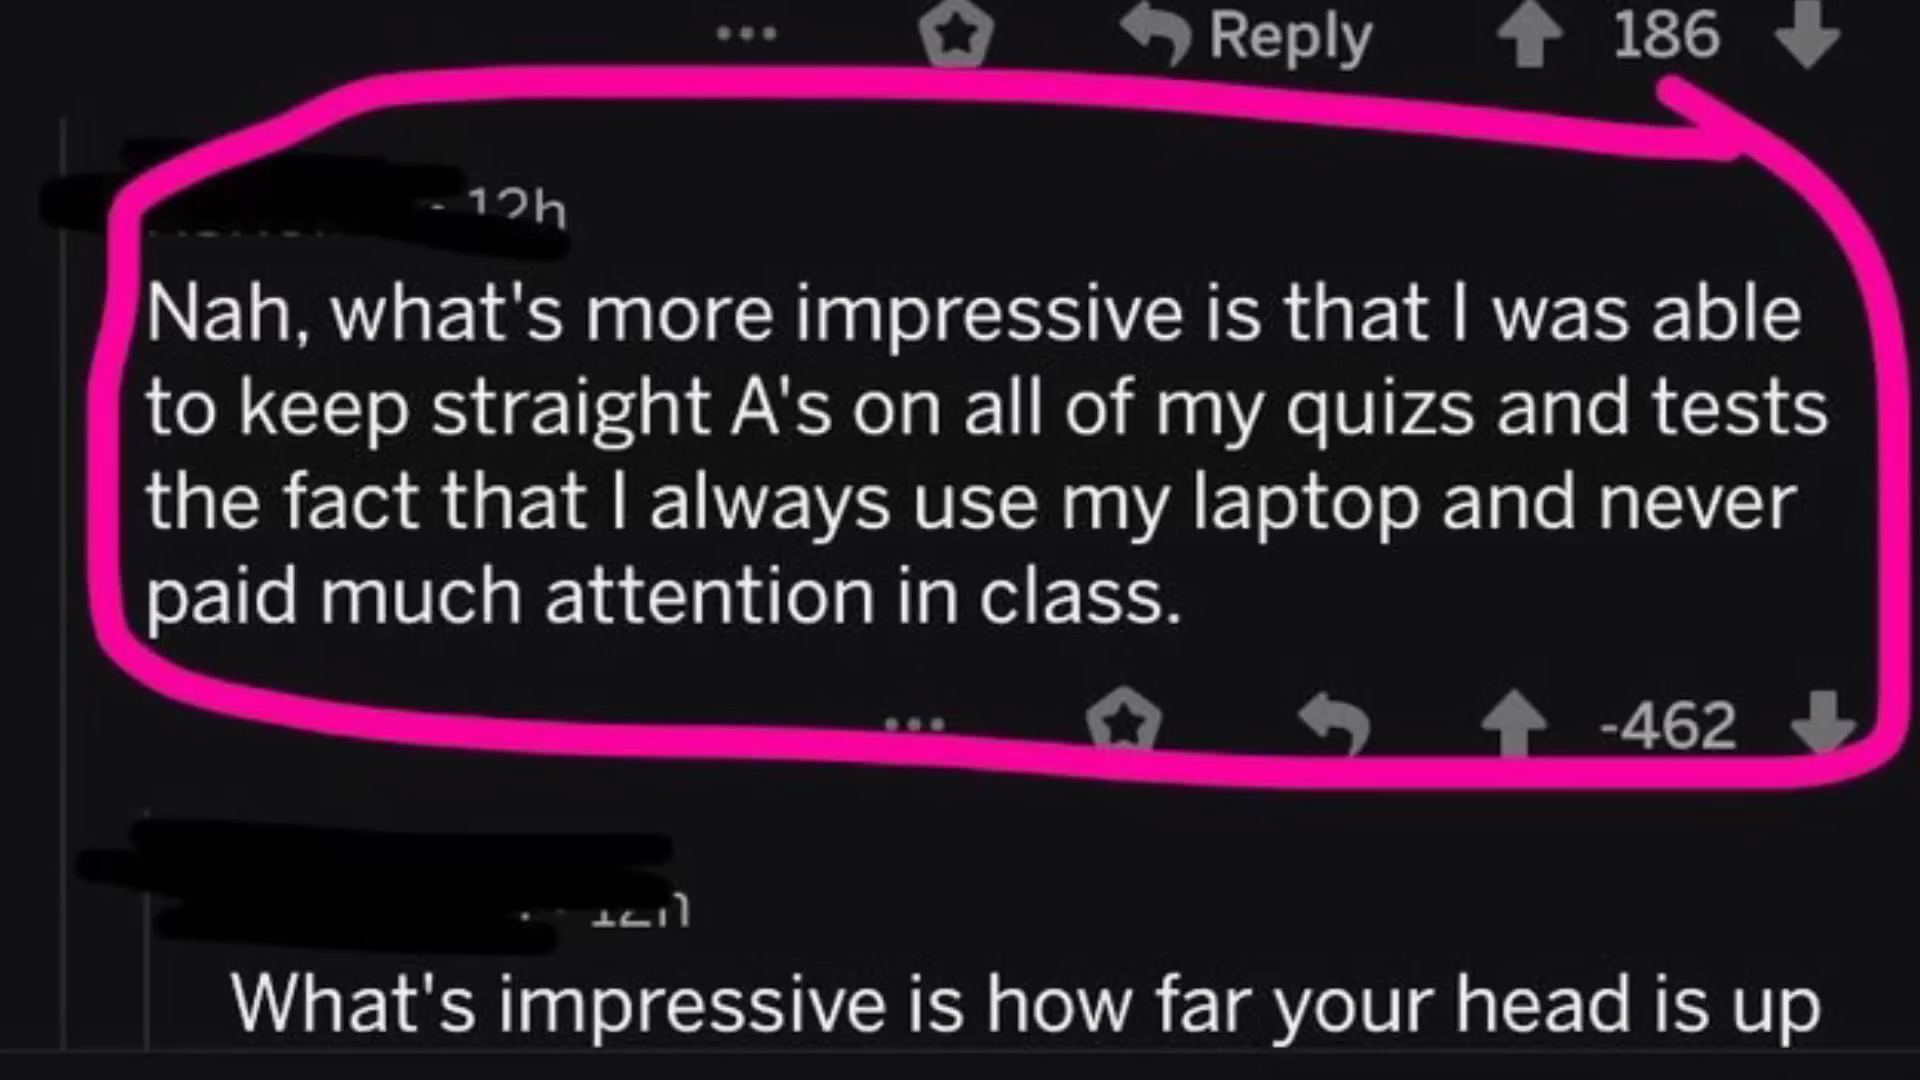 Reply 186
12h
Nah, what's more impressive is that I was able
to keep straight A's on all of my quizs and tests
the fact that I always use my laptop and never
paid much attention in class.
-462
12h
What's impressive is how far your head is up